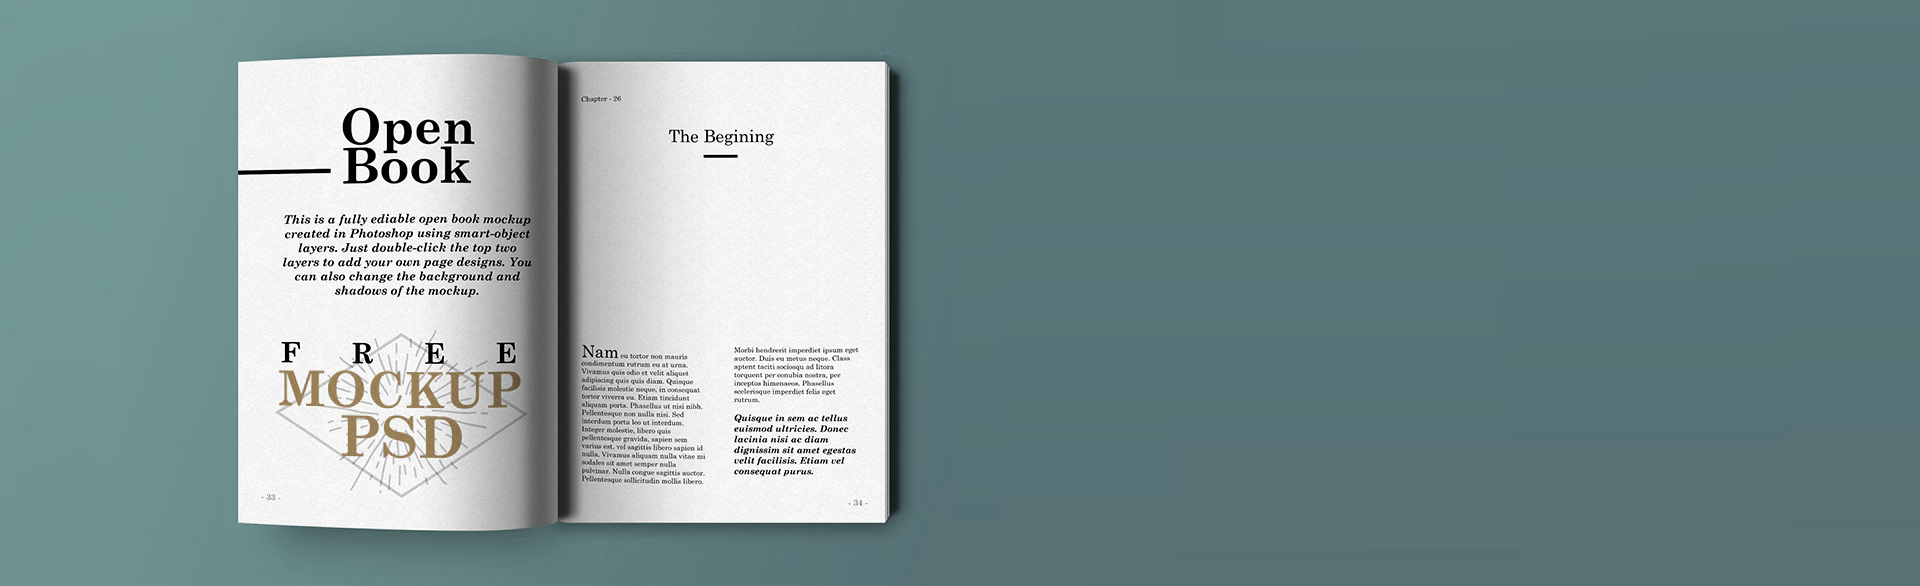 Open
Book
This is a fully ediable open book mockup
created in Photoshop using smart-object
layers. Just double-click the top two
layers to add your own page designs. You
can also change the background and
shadows of the mockup.
F R E E
MOCKUP
PSD
- 33 -
Chapter - 26
The Begining
Nam eu tortor non mauris
condimentum rutrum eu at urna.
Vivamus quis odio et velit aliquet
adipiscing quis quis diam. Quisque
facilisis molestie neque, in consequat
tortor viverra eu. Etiam tincidunt
aliquam porta. Phasellus ut nisi nibh.
Pellentesque non nulla nisi. Sed
interdum porta leo ut interdum.
Integer molestie, libero quis
pellentesque gravida, sapien sem
varius est, vel sagittis libero sapien id
nulla. Vivamus aliquam nulla vitae mi
sodales sit amet semper nulla
pulvinar. Nulla congue sagittis auctor.
Pellentesque sollicitudin mollis libero.
Morbi hendrerit imperdiet ipsum eget
auctor. Duis eu metus neque. Class
aptent taciti sociosqu ad litora
torquent per conubia nostra, per
inceptos himenaeos. Phasellus
scelerisque imperdiet felis eget
rutrum.
Quisque in sem ac tellus
euismod ultricies. Donec
lacinia nisi ac diam
dignissim sit amet egestas
velit facilisis. Etiam vel
consequat purus.
- 34 -